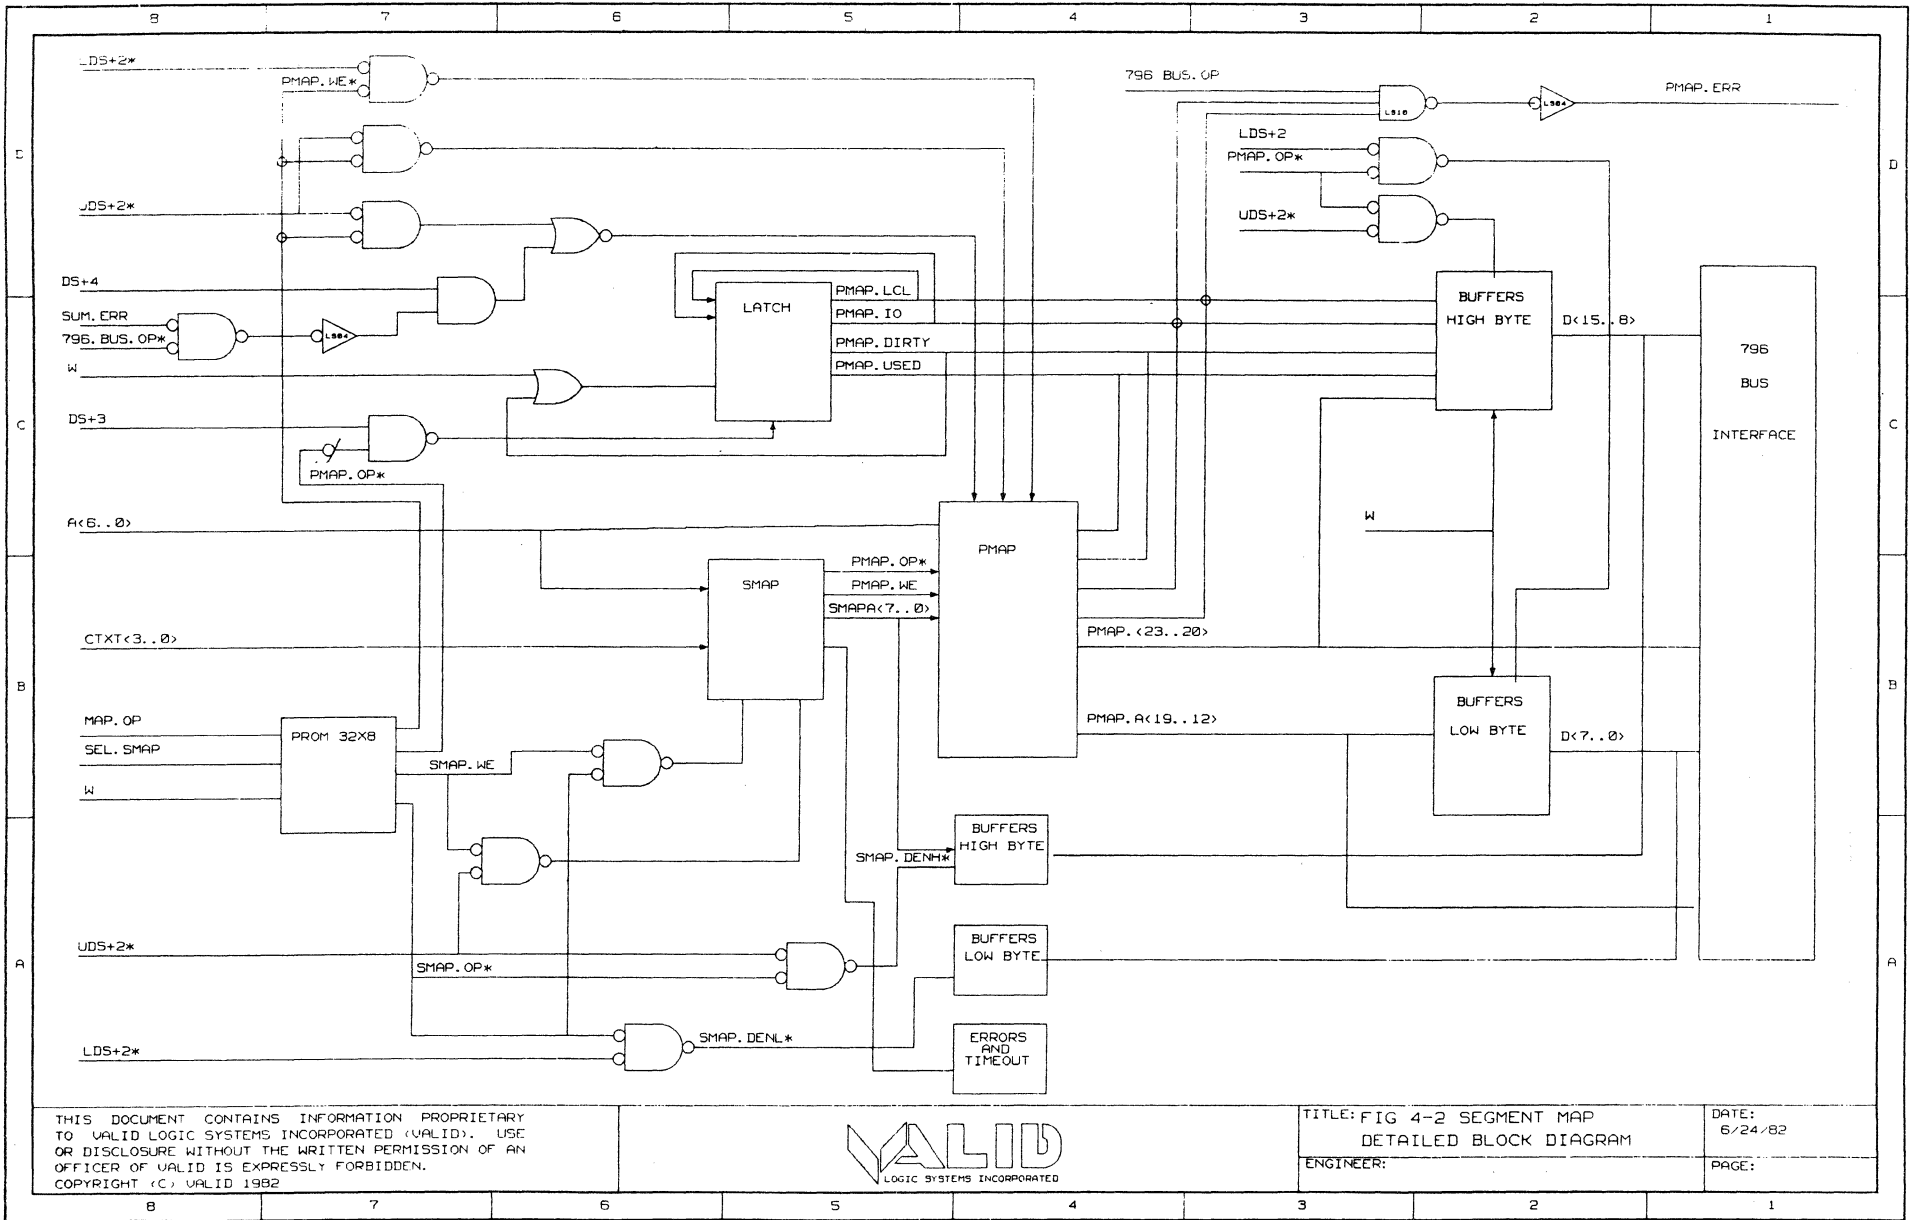 8 7 6 5 4 3 2 1
LDS+2*
PMAP.WE*
796 BUS.OP
LS10
LS04
PMAP.ERR
D
D
LDS+2
PMAP.OP*
UDS+2*
UDS+2*
DS+4
SUM.ERR
796.BUS.OP*
LS04
W
DS+3
PMAP.OP*
LATCH
PMAP.LCL
PMAP.IO
PMAP.DIRTY
PMAP.USED
BUFFERS
HIGH BYTE
D<15..8>
796
BUS
INTERFACE
C
C
W
A<6..0>
PMAP
SMAP
PMAP.OP*
PMAP.WE
SMAPA<7..0>
CTXT<3..0>
PMAP.<23..20>
B
B
MAP.OP
SEL.SMAP
W
PROM 32X8
SMAP.WE
PMAP.A<19..12>
BUFFERS
LOW BYTE
D<7..0>
BUFFERS
HIGH BYTE
SMAP.DENH*
UDS+2*
SMAP.OP*
BUFFERS
LOW BYTE
A
A
LDS+2*
SMAP.DENL*
ERRORS
AND
TIMEOUT
THIS DOCUMENT CONTAINS INFORMATION PROPRIETARY
TO VALID LOGIC SYSTEMS INCORPORATED (VALID). USE
OR DISCLOSURE WITHOUT THE WRITTEN PERMISSION OF AN
OFFICER OF VALID IS EXPRESSLY FORBIDDEN.
COPYRIGHT (C) VALID 1982
VALID
LOGIC SYSTEMS INCORPORATED
TITLE: FIG 4-2 SEGMENT MAP
DETAILED BLOCK DIAGRAM
DATE:
6/24/82
ENGINEER:
PAGE:
8 7 6 5 4 3 2 1